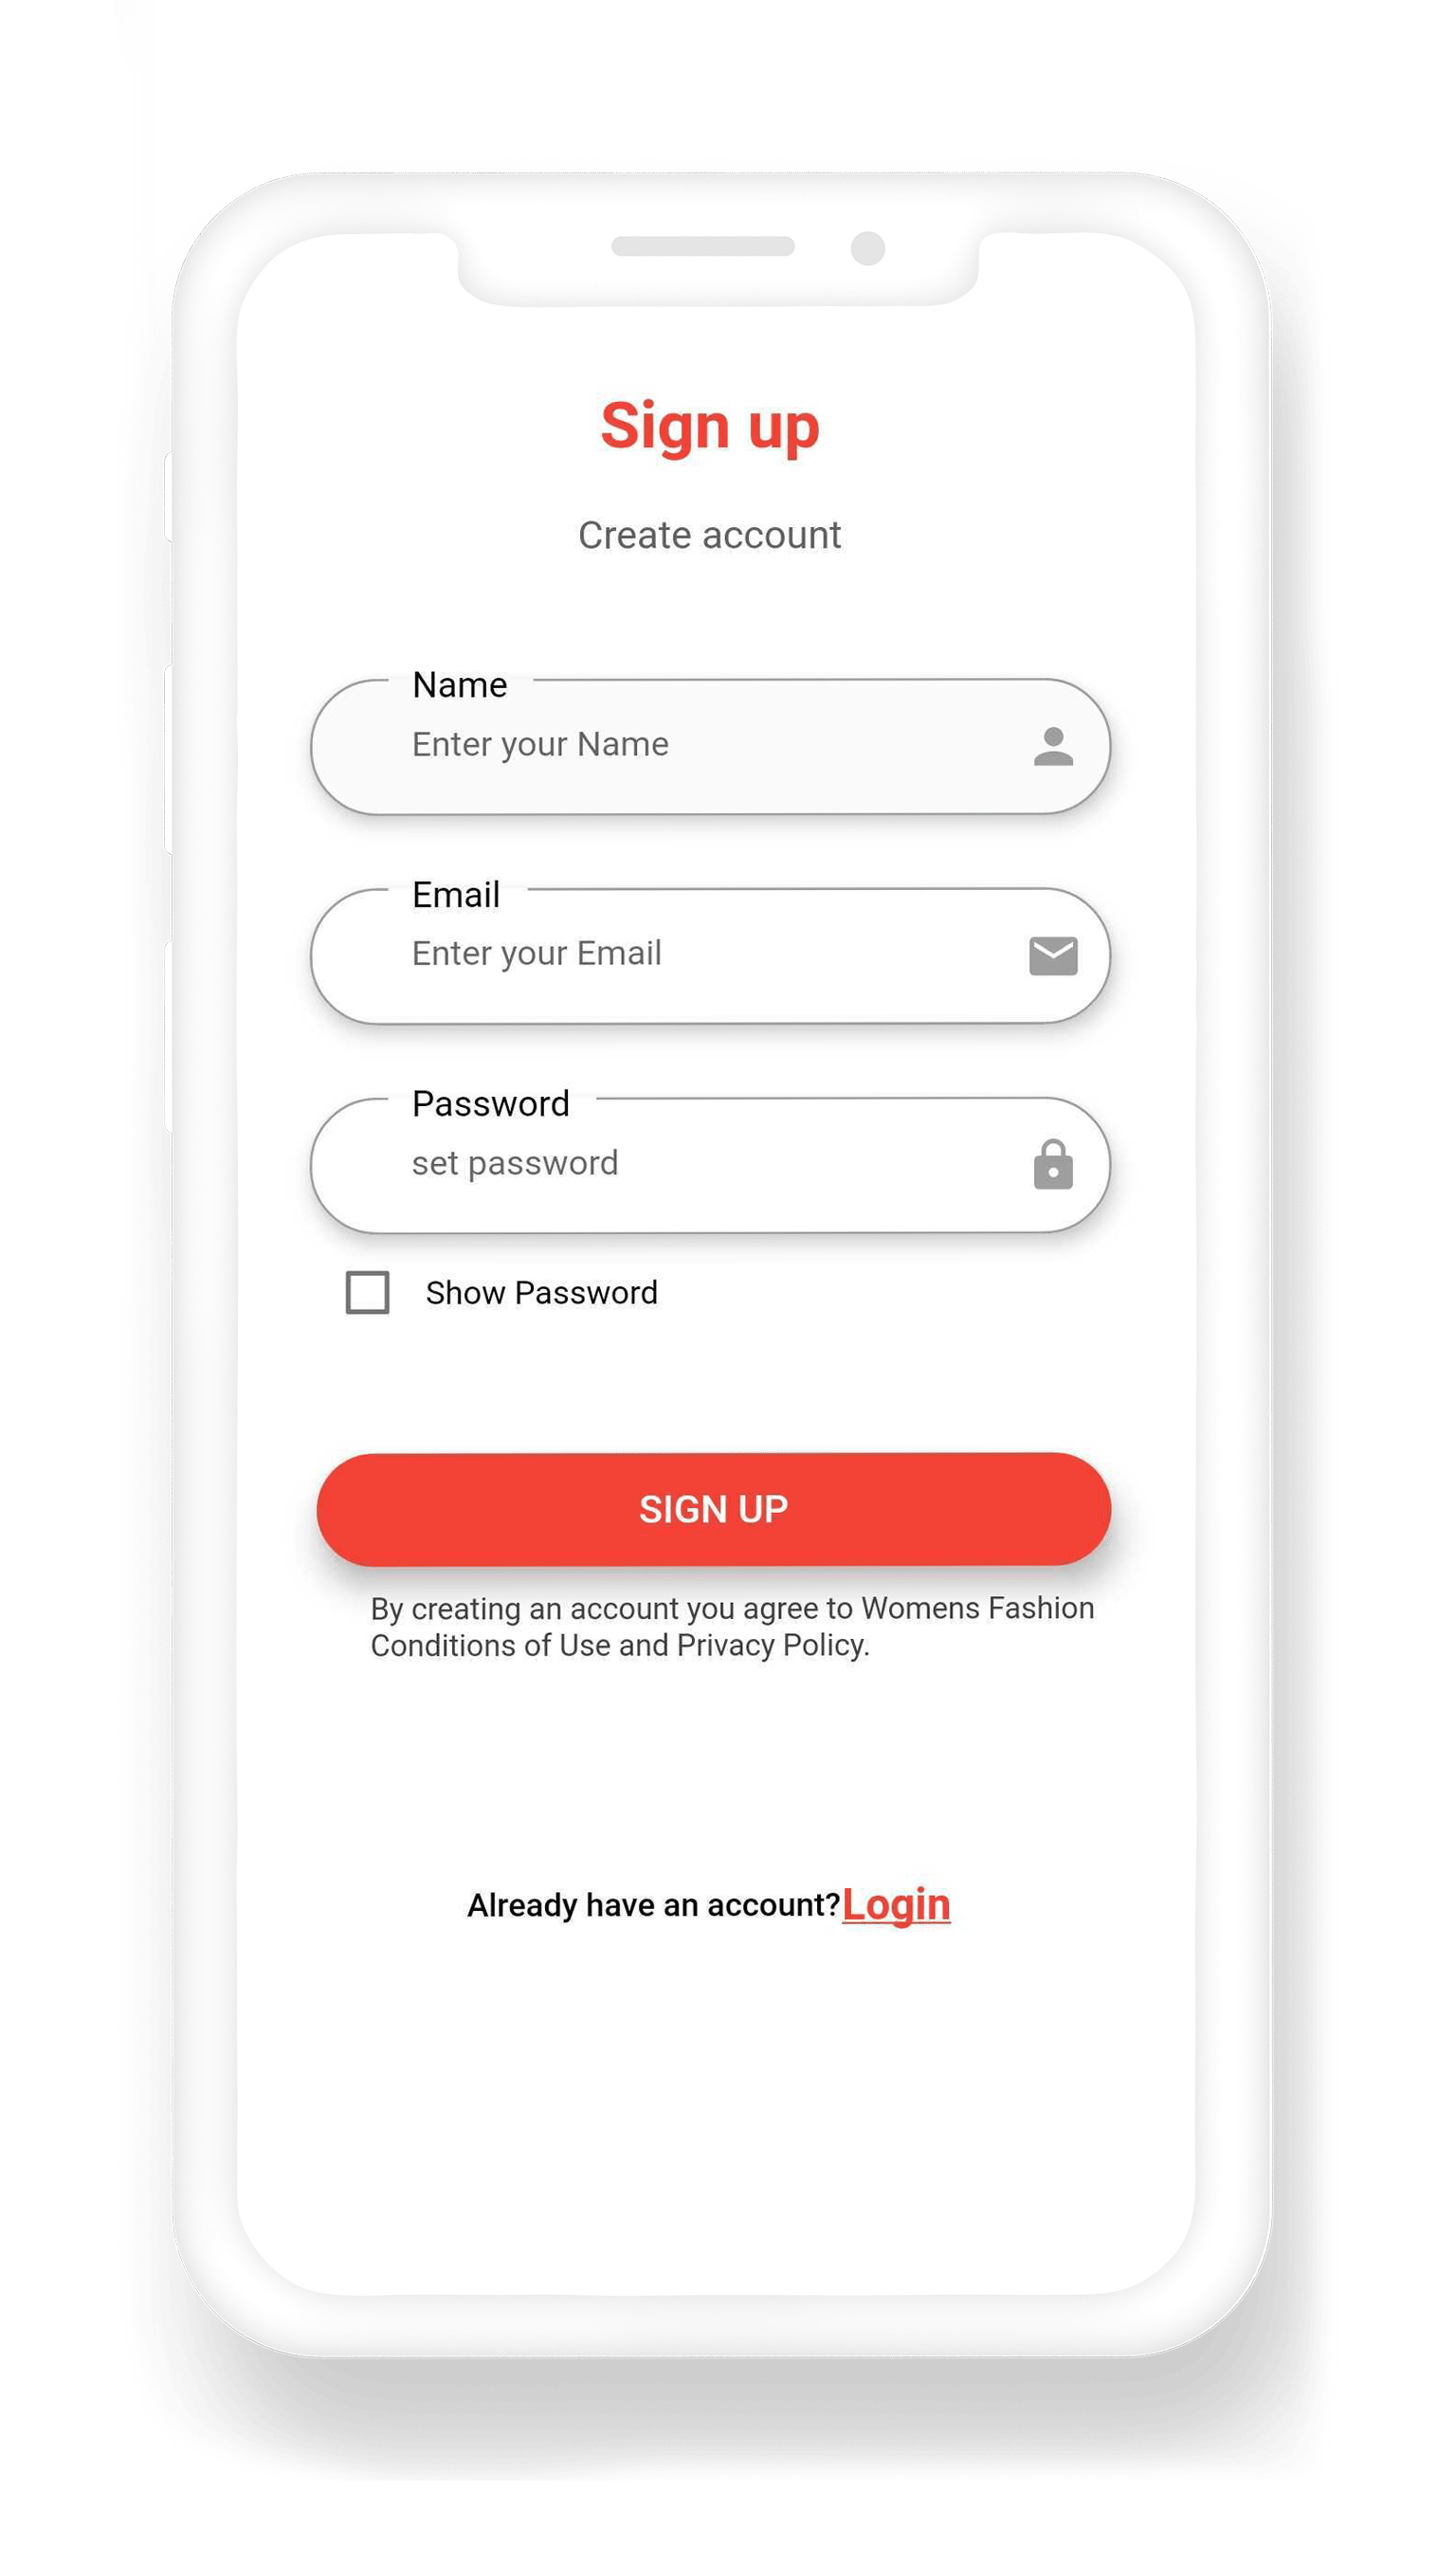 Sign up
Create account
Name
Enter your Name
Email
Enter your Email
Password
set password
Show Password
SIGN UP
By creating an account you agree to Womens Fashion
Conditions of Use and Privacy Policy.
Already have an account?Login